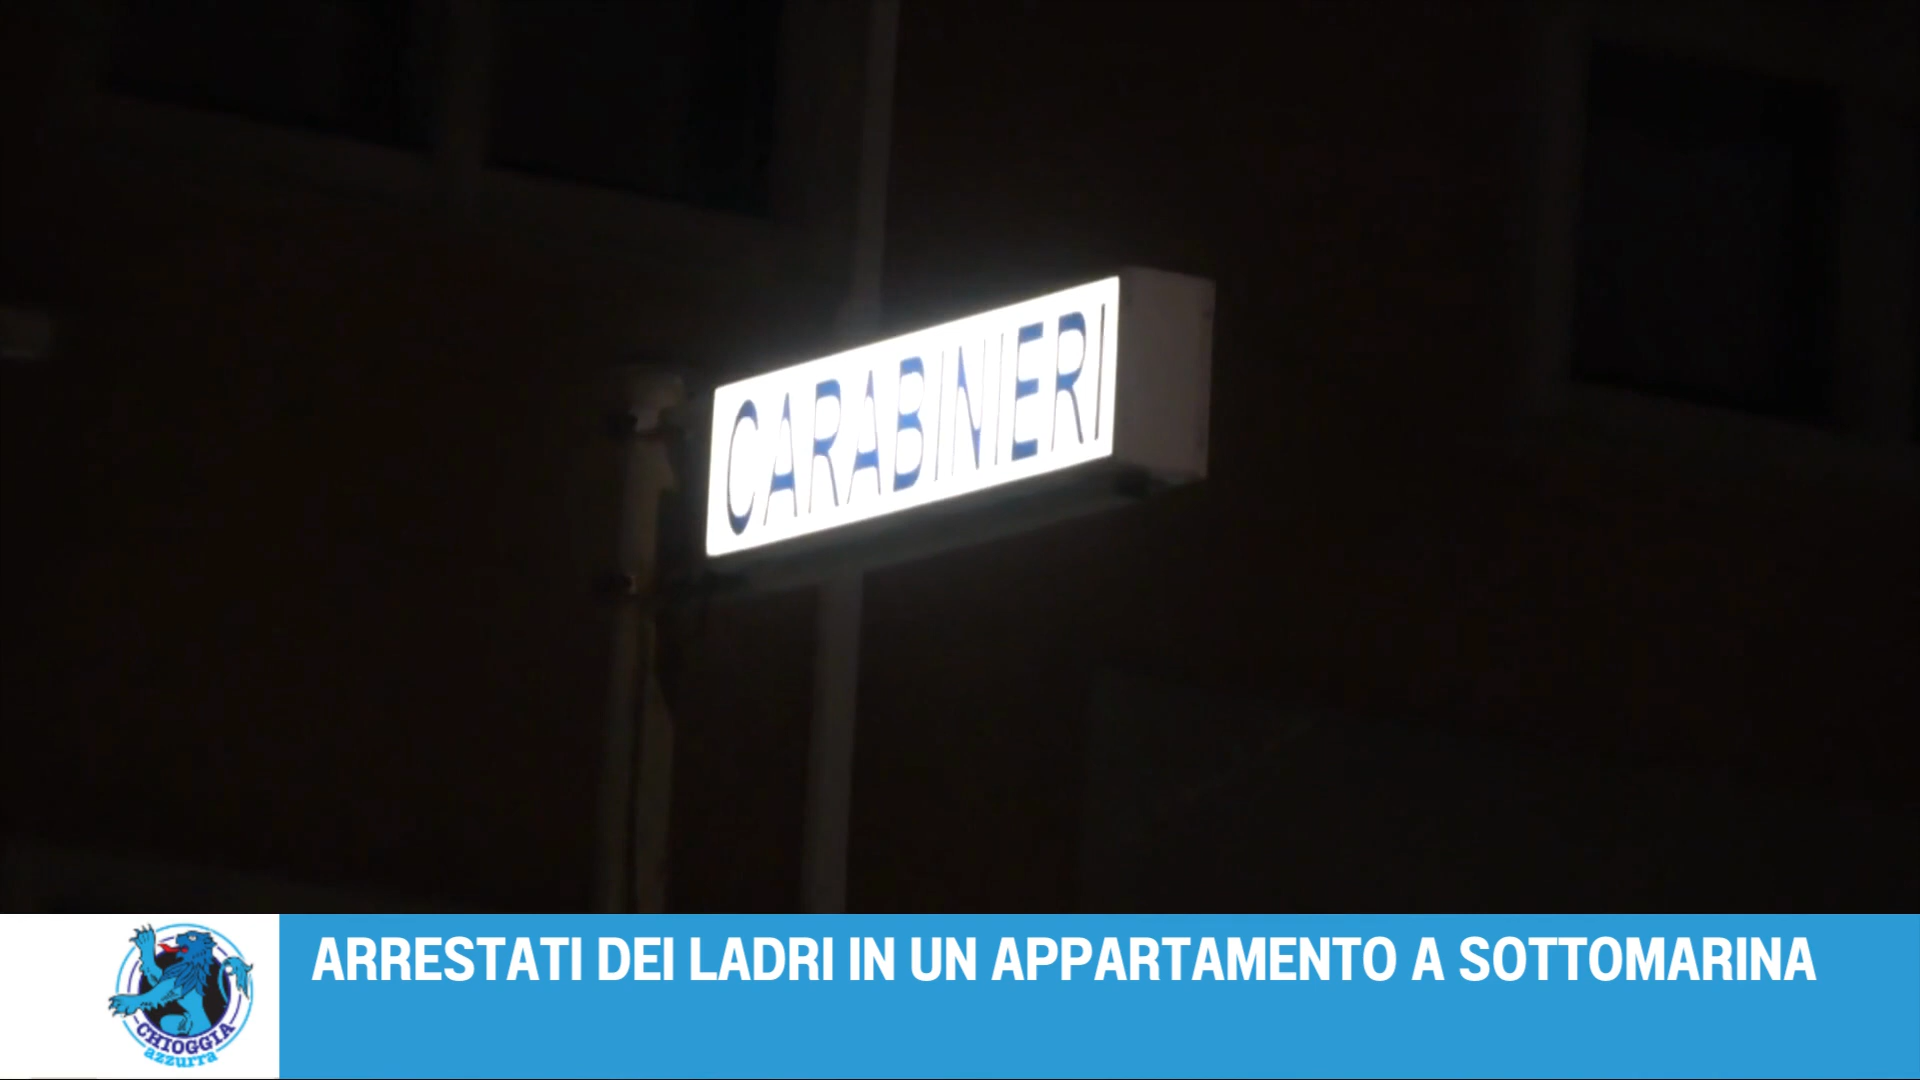 CARABINIERI
ARRESTATI DEI LADRI IN UN APPARTAMENTO A SOTTOMARINA
CHIOGGIA
azzurra